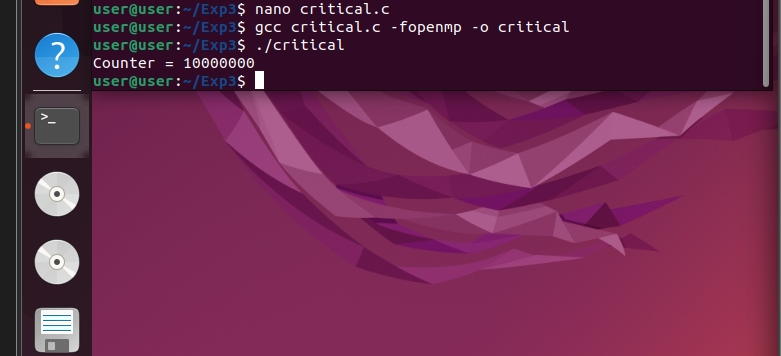 user@user:~/Exp3$ nano critical.c
user@user:~/Exp3$ gcc critical.c -fopenmp -o critical
user@user:~/Exp3$ ./critical
Counter = 10000000
user@user:~/Exp3$
?
>_